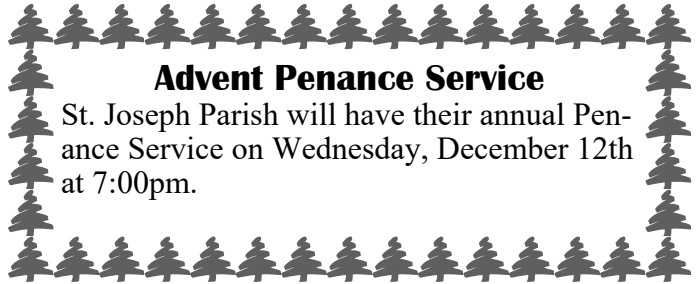 Advent Penance Service
St. Joseph Parish will have their annual Pen-
ance Service on Wednesday, December 12th
at 7:00pm.